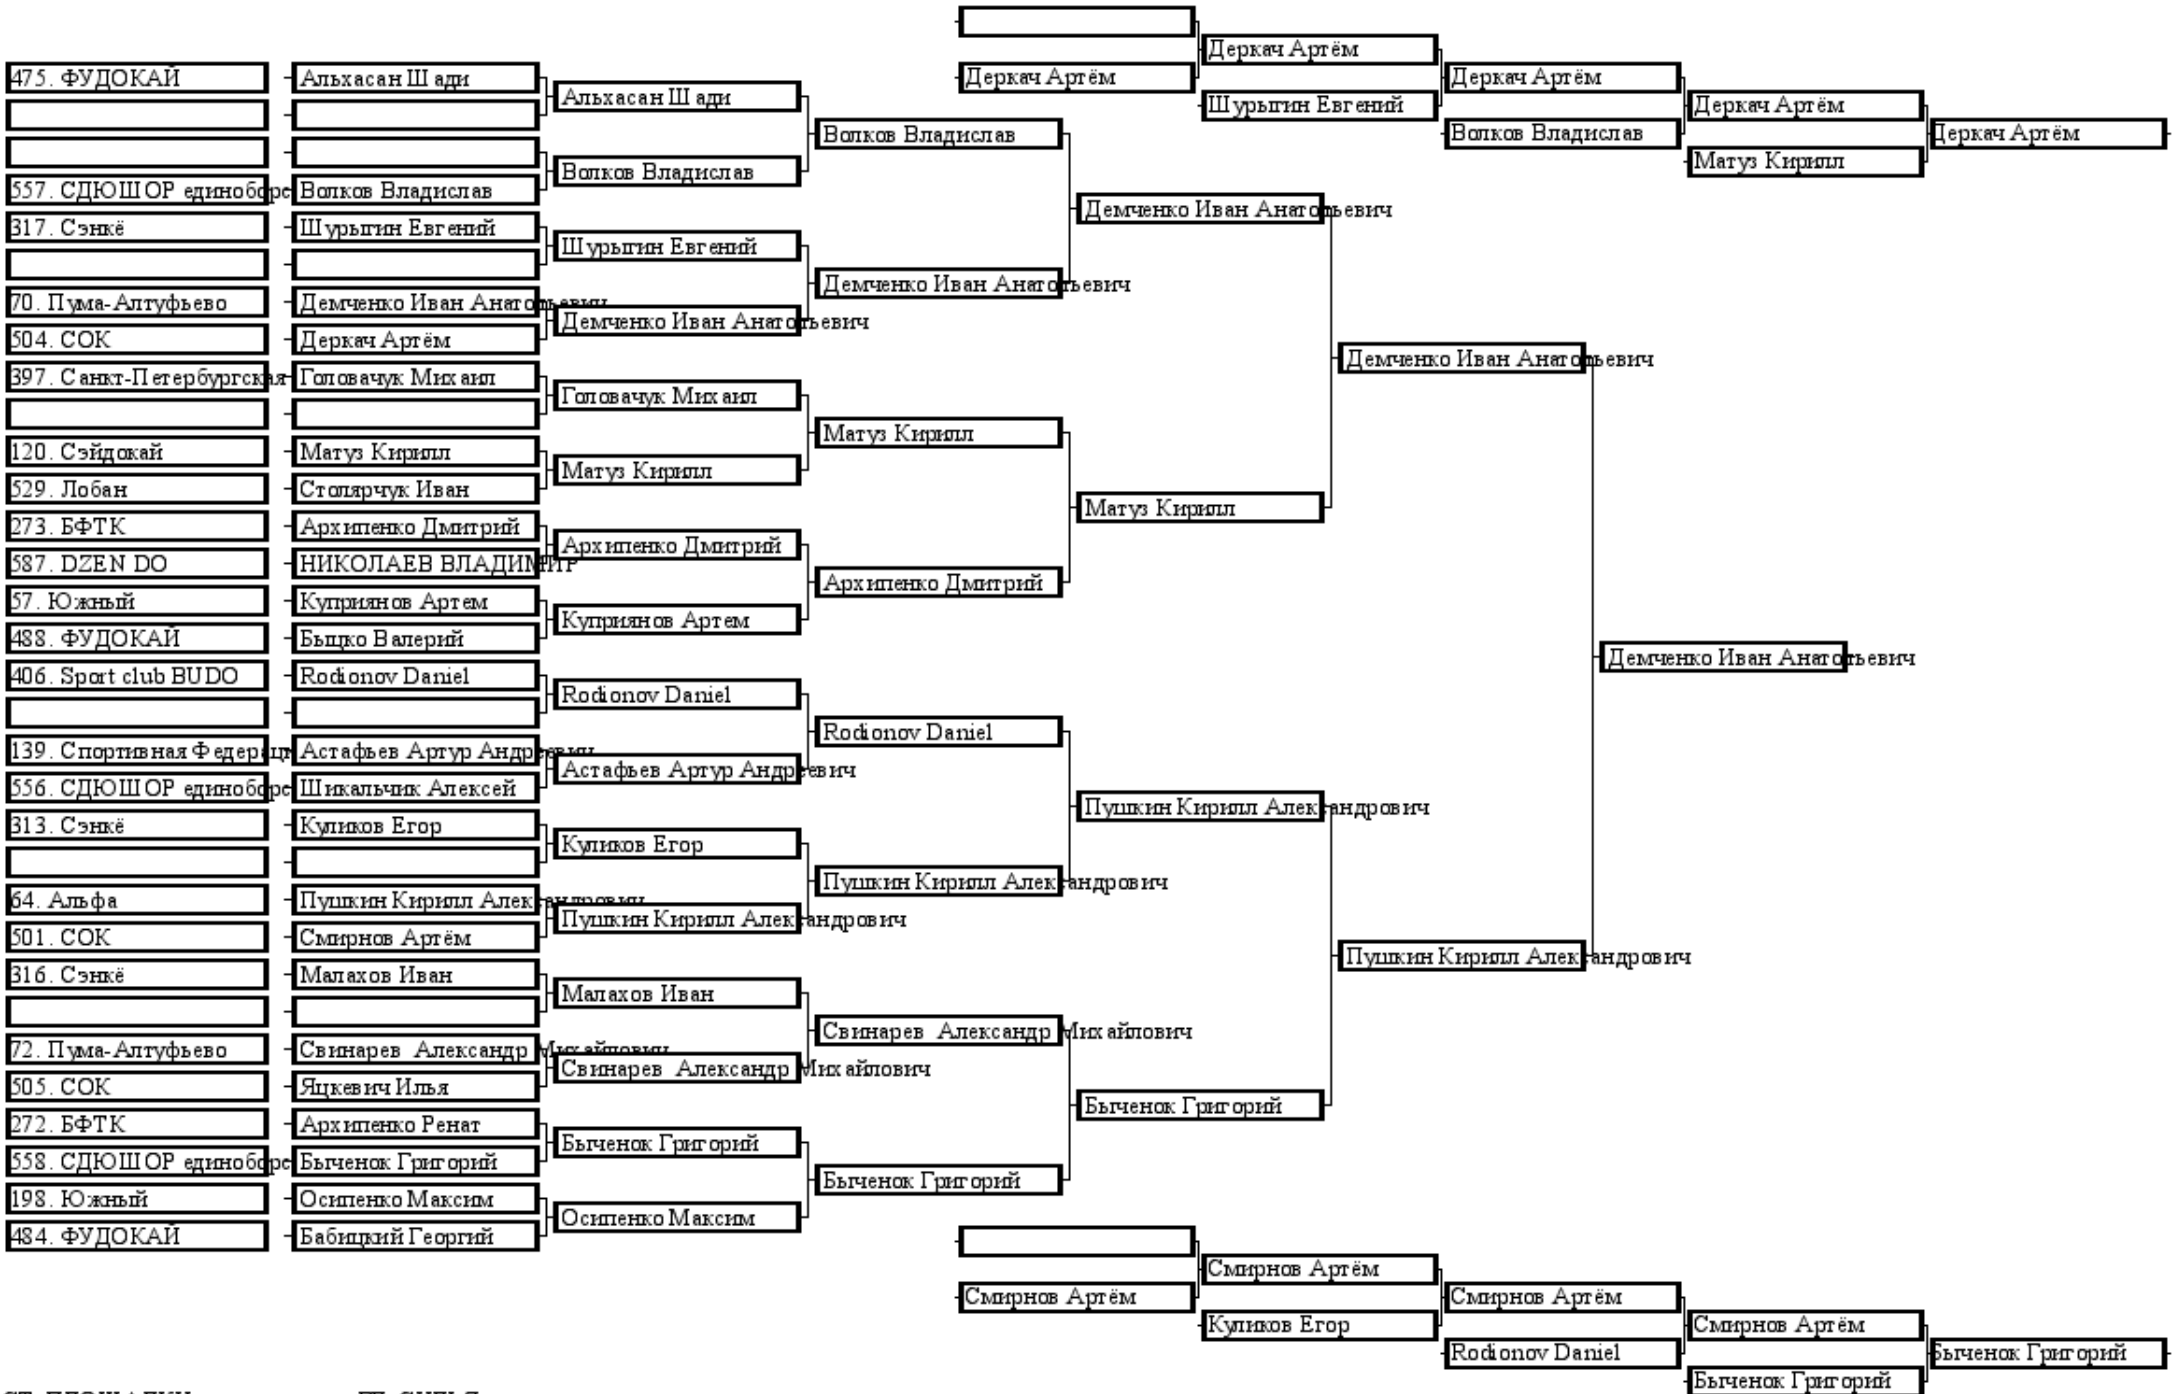 475. ФУДОКАЙ
557. СДЮШОР единоборс
317. Сэнкё
70. Пума-Алтуфьево
504. СОК
397. Санкт-Петербургская
120. Сэйдокай
529. Лобан
273. БФТК
587. DZEN DO
57. Южный
488. ФУДОКАЙ
406. Sport club BUDO
139. Спортивная Федерац
556. СДЮШОР единоборс
313. Сэнкё
64. Альфа
501. СОК
316. Сэнкё
72. Пума-Алтуфьево
505. СОК
272. БФТК
558. СДЮШОР единоборс
198. Южный
484. ФУДОКАЙ
Альхасан Шади
Волков Владислав
Шурыгин Евгений
Демченко Иван Анатольевич
Деркач Артём
Головачук Михаил
Матуз Кирилл
Столярчук Иван
Архипенко Дмитрий
НИКОЛАЕВ ВЛАДИМИР
Куприянов Артем
Быцко Валерий
Rodionov Daniel
Астафьев Артур Андреевич
Шикальчик Алексей
Куликов Егор
Пушкин Кирилл Александрович
Смирнов Артём
Малахов Иван
Свинарев Александр Михайлович
Яцкевич Илья
Архипенко Ренат
Быченок Григорий
Осипенко Максим
Бабицкий Георгий
Альхасан Шади
Волков Владислав
Шурыгин Евгений
Демченко Иван Анатольевич
Головачук Михаил
Матуз Кирилл
Архипенко Дмитрий
Куприянов Артем
Rodionov Daniel
Астафьев Артур Андреевич
Куликов Егор
Пушкин Кирилл Александрович
Малахов Иван
Свинарев Александр Михайлович
Быченок Григорий
Осипенко Максим
Волков Владислав
Демченко Иван Анатольевич
Матуз Кирилл
Архипенко Дмитрий
Rodionov Daniel
Пушкин Кирилл Александрович
Свинарев Александр Михайлович
Быченок Григорий
Демченко Иван Анатольевич
Матуз Кирилл
Пушкин Кирилл Александрович
Быченок Григорий
Демченко Иван Анатольевич
Пушкин Кирилл Александрович
Демченко Иван Анатольевич
Деркач Артём
Деркач Артём
Шурыгин Евгений
Деркач Артём
Волков Владислав
Деркач Артём
Матуз Кирилл
Деркач Артём
Смирнов Артём
Смирнов Артём
Куликов Егор
Смирнов Артём
Rodionov Daniel
Смирнов Артём
Быченок Григорий
Быченок Григорий